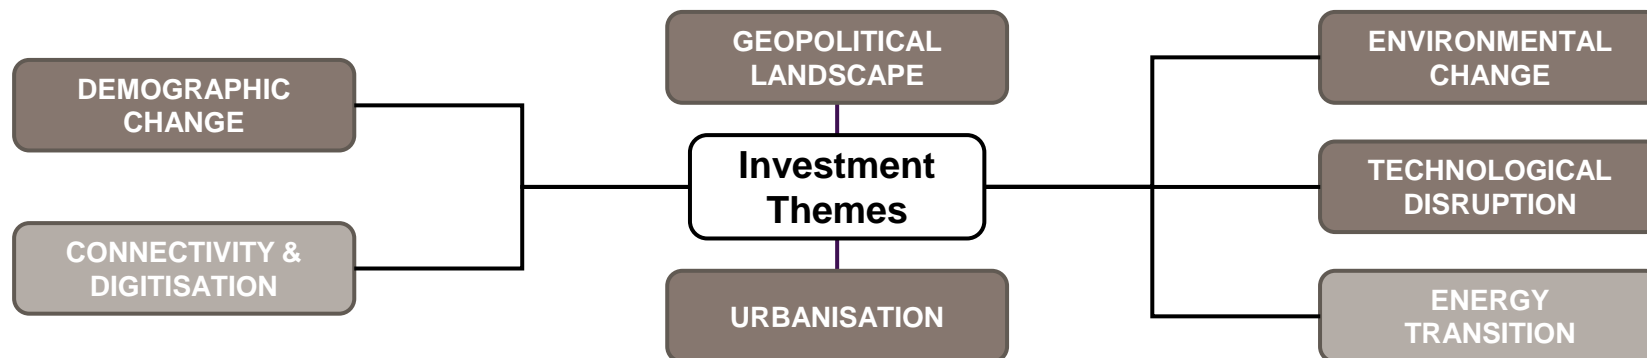 GEOPOLITICAL
LANDSCAPE
ENVIRONMENTAL
CHANGE
DEMOGRAPHIC
CHANGE
Investment
Themes
TECHNOLOGICAL
DISRUPTION
CONNECTIVITY &
DIGITISATION
URBANISATION
ENERGY
TRANSITION